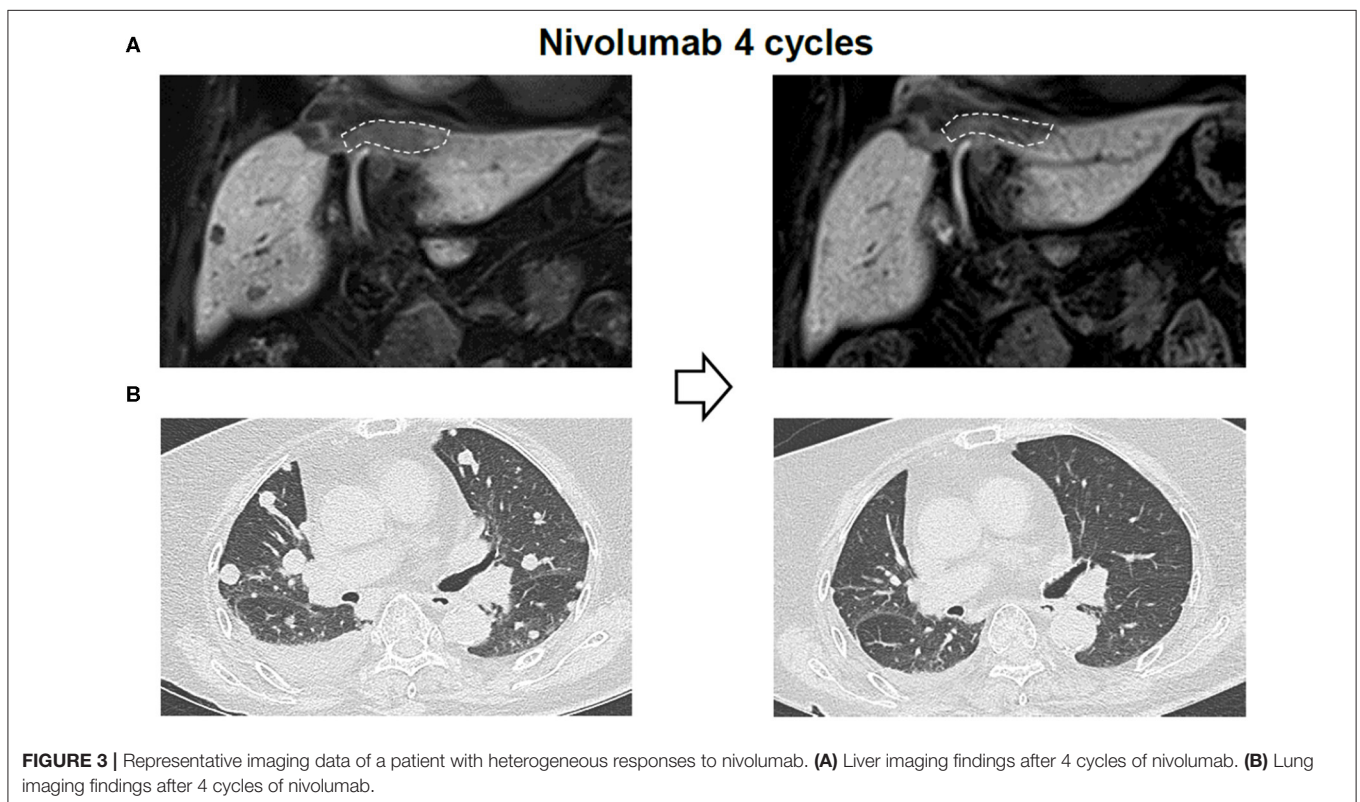 A
Nivolumab 4 cycles
B
FIGURE 3 | Representative imaging data of a patient with heterogeneous responses to nivolumab. (A) Liver imaging findings after 4 cycles of nivolumab. (B) Lung
imaging findings after 4 cycles of nivolumab.